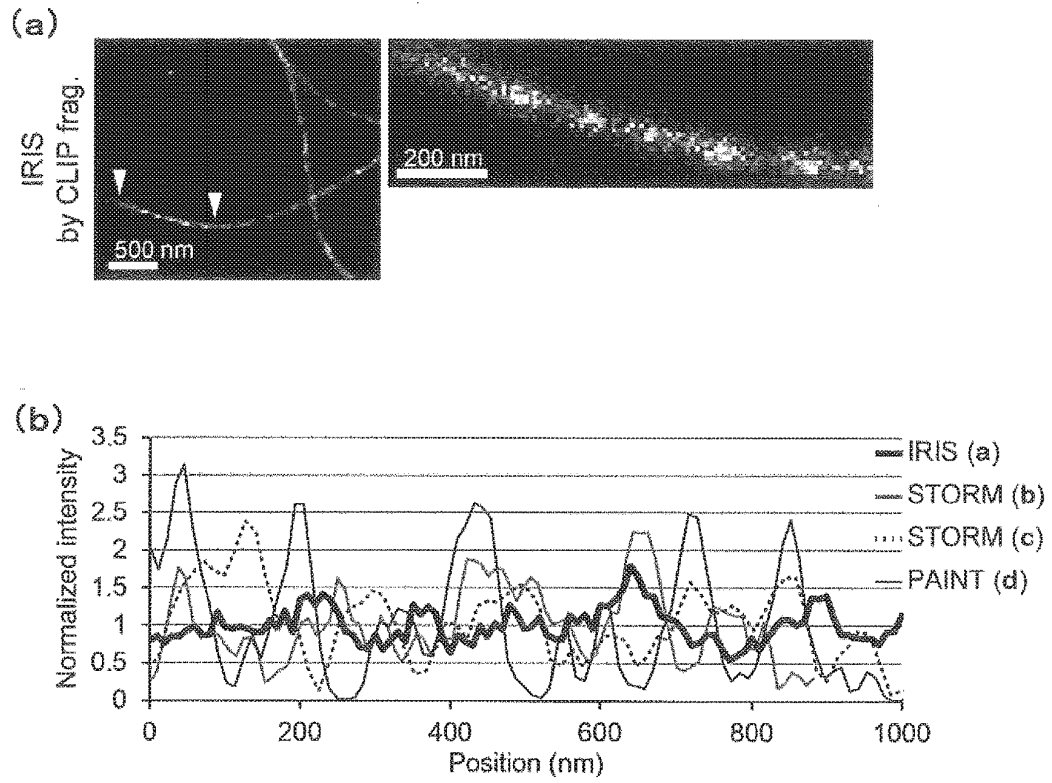 (a)
IRIS
by CLIP frag.
500 nm
200 nm
(b)
Normalized intensity
3.5
3
2.5
2
1.5
1
0.5
0
0
200
400
600
800
1000
Position (nm)
IRIS (a)
STORM (b)
STORM (c)
PAINT (d)